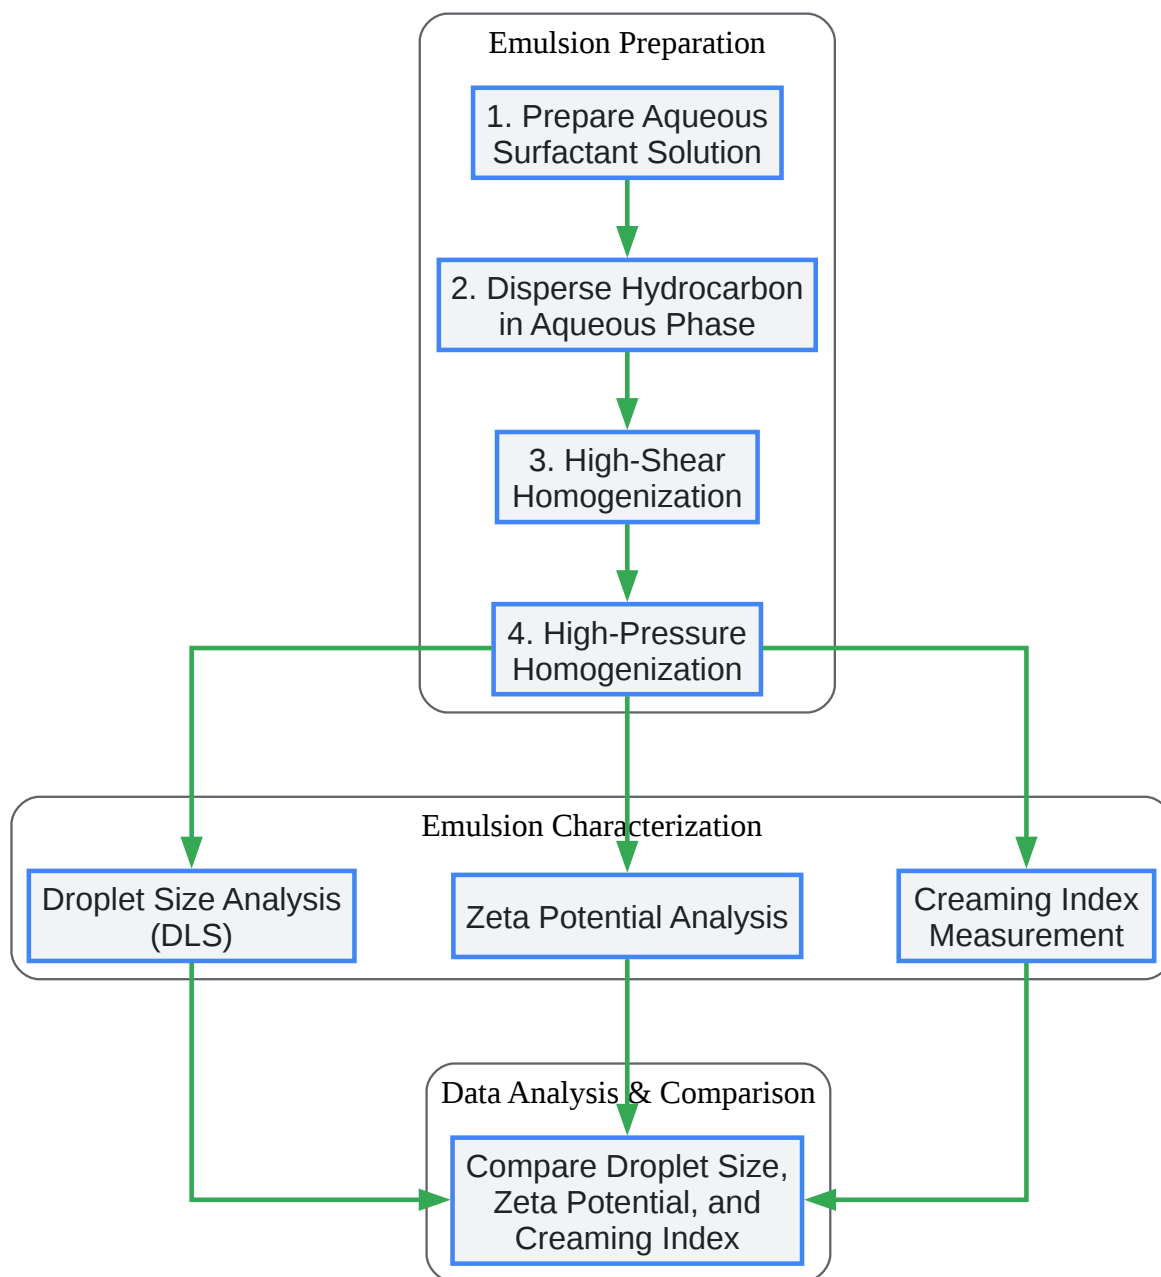 Emulsion Preparation
1. Prepare Aqueous
Surfactant Solution
2. Disperse Hydrocarbon
in Aqueous Phase
3. High-Shear
Homogenization
4. High-Pressure
Homogenization
Emulsion Characterization
Droplet Size Analysis
(DLS)
Zeta Potential Analysis
Creaming Index
Measurement
Data Analysis & Comparison
Compare Droplet Size,
Zeta Potential, and
Creaming Index